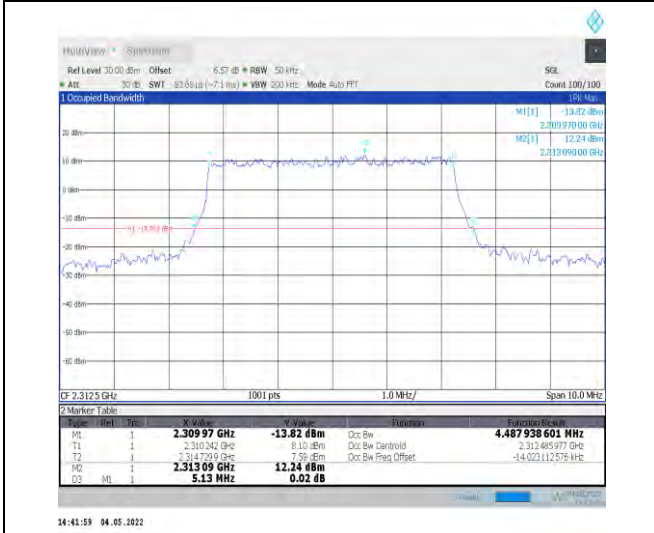 MultiView Spectrum
Ref Level 30.00 dBm Offset 6.57 dB RBW 50 kHz SGL
Att 30 dB SWT VBW 200 kHz Mode Auto FFT Count 100/100
1 Occupied Bandwidth 1Pk Max
M1[1] -13.82 dBm
2.30997000 GHz
M2[1] 12.24 dBm
2.31309000 GHz
20 dBm
10 dBm
0 dBm
-10 dBm
-20 dBm
-30 dBm
-40 dBm
-50 dBm
-60 dBm
CF 2.3125 GHz 1001 pts 1.0 MHz/ Span 10.0 MHz
2 Marker Table
Type Ref Trc X-Value Y-Value Function Function Result
M1 1 2.30997 GHz -13.82 dBm Occ Bw 4.487938601 MHz
T1 1 2.310242 GHz 8.10 dBm Occ Bw Centroid 2.312485977 GHz
T2 1 2.3147299 GHz 7.59 dBm Occ Bw Freq Offset -14.023112576 kHz
M2 1 2.31309 GHz 12.24 dBm
D3 M1 1 5.13 MHz 0.02 dB
14:41:59 04.05.2022